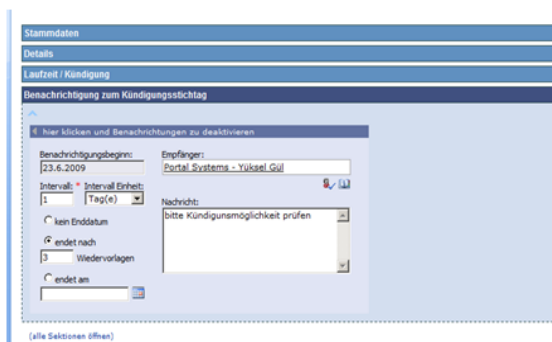 Stammdaten
Details
Laufzeit / Kündigung
Benachrichtigung zum Kündigungsstichtag
hier klicken und Benachrichtungen zu deaktivieren
Benachrichtigungsbeginn:
23.6.2009
Empfänger:
Portal Systems - Yüksel Gül
Intervall: * Intervall Einheit:
1 Tag(e)
Nachricht:
bitte Kündigunsmöglichkeit prüfen
kein Enddatum
endet nach
3 Wiedervorlagen
endet am
(alle Sektionen öffnen)